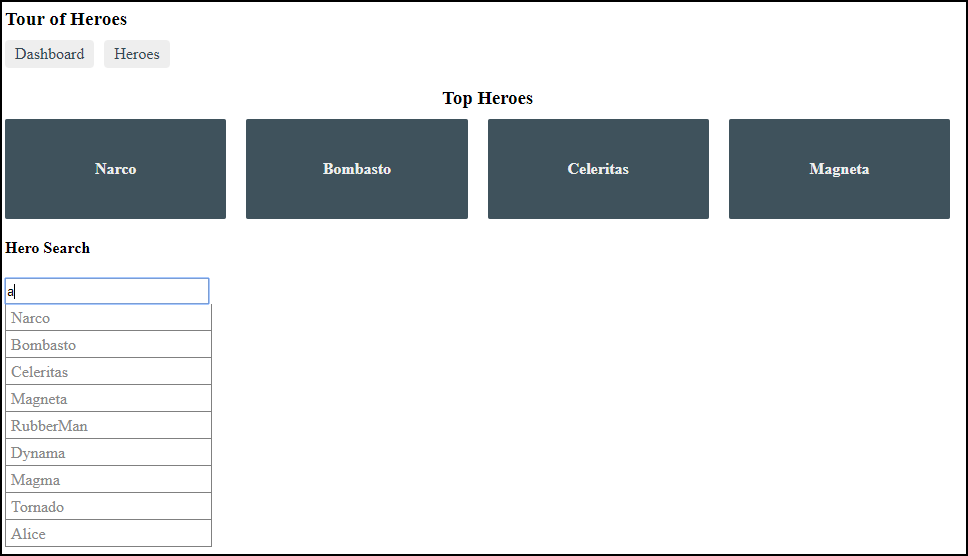 Tour of Heroes
Dashboard Heroes
Top Heroes
Narco Bombasto Celeritas Magneta
Hero Search
a
Narco
Bombasto
Celeritas
Magneta
RubberMan
Dynama
Magma
Tornado
Alice